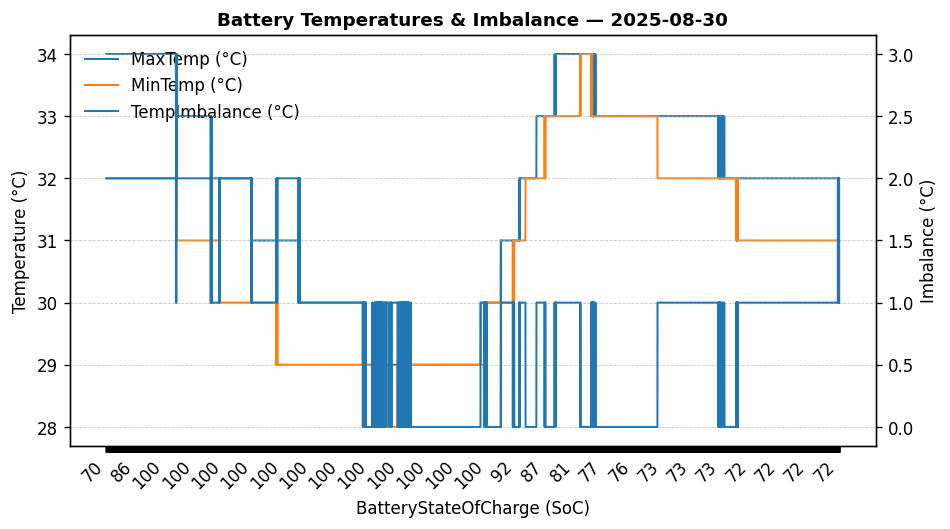 Battery Temperatures & Imbalance — 2025-08-30
MaxTemp (°C)
MinTemp (°C)
TempImbalance (°C)
Temperature (°C)
34
33
32
31
30
29
28
Imbalance (°C)
3.0
2.5
2.0
1.5
1.0
0.5
0.0
70 86 100 100 100 100 100 100 100 100 100 100 100 100 92 87 81 77 76 73 73 73 72 72 72 72
BatteryStateOfCharge (SoC)